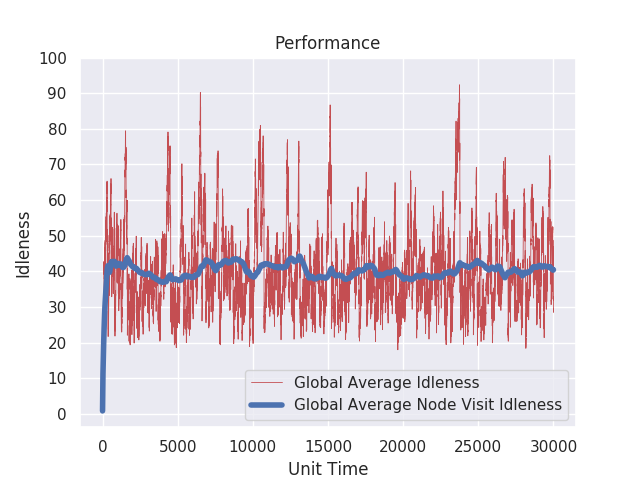 Performance
100
90
80
70
60
50
40
30
20
10
0
Idleness
Global Average Idleness
Global Average Node Visit Idleness
0 5000 10000 15000 20000 25000 30000
Unit Time